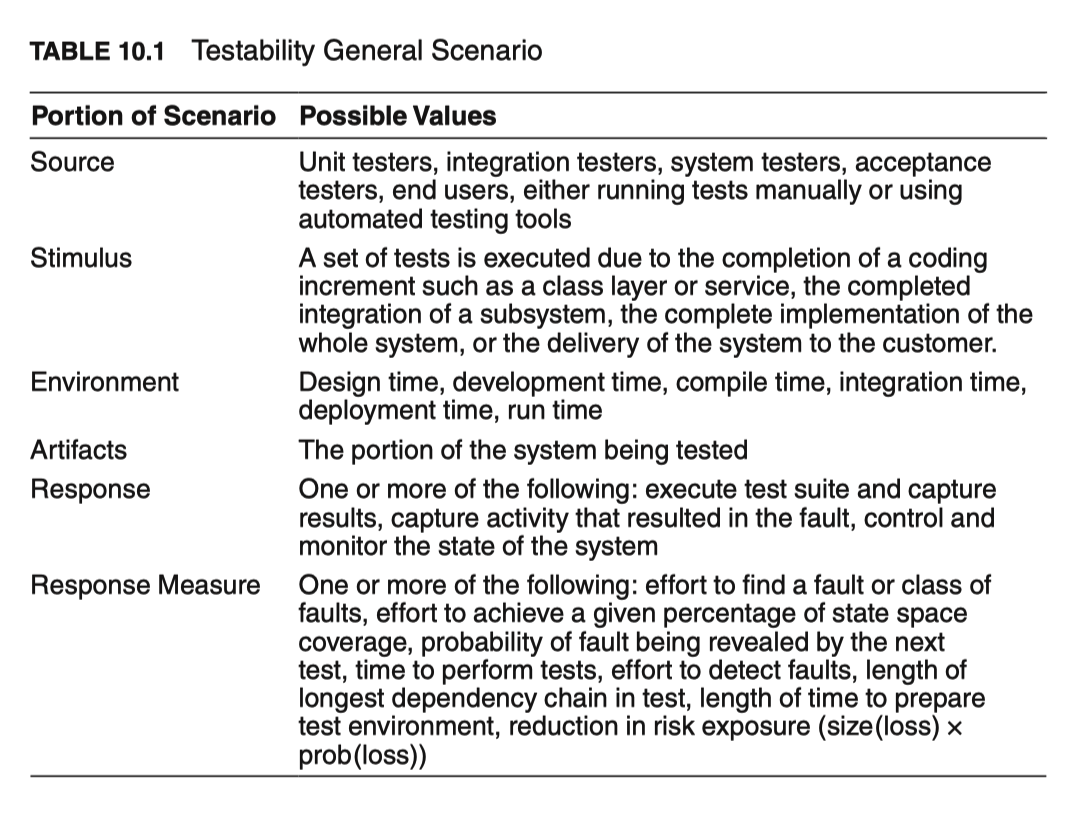 TABLE 10.1 Testability General Scenario
Portion of Scenario Possible Values
Source Unit testers, integration testers, system testers, acceptance
testers, end users, either running tests manually or using
automated testing tools
Stimulus A set of tests is executed due to the completion of a coding
increment such as a class layer or service, the completed
integration of a subsystem, the complete implementation of the
whole system, or the delivery of the system to the customer.
Environment Design time, development time, compile time, integration time,
deployment time, run time
Artifacts The portion of the system being tested
Response One or more of the following: execute test suite and capture
results, capture activity that resulted in the fault, control and
monitor the state of the system
Response Measure One or more of the following: effort to find a fault or class of
faults, effort to achieve a given percentage of state space
coverage, probability of fault being revealed by the next
test, time to perform tests, effort to detect faults, length of
longest dependency chain in test, length of time to prepare
test environment, reduction in risk exposure (size(loss) ×
prob(loss))